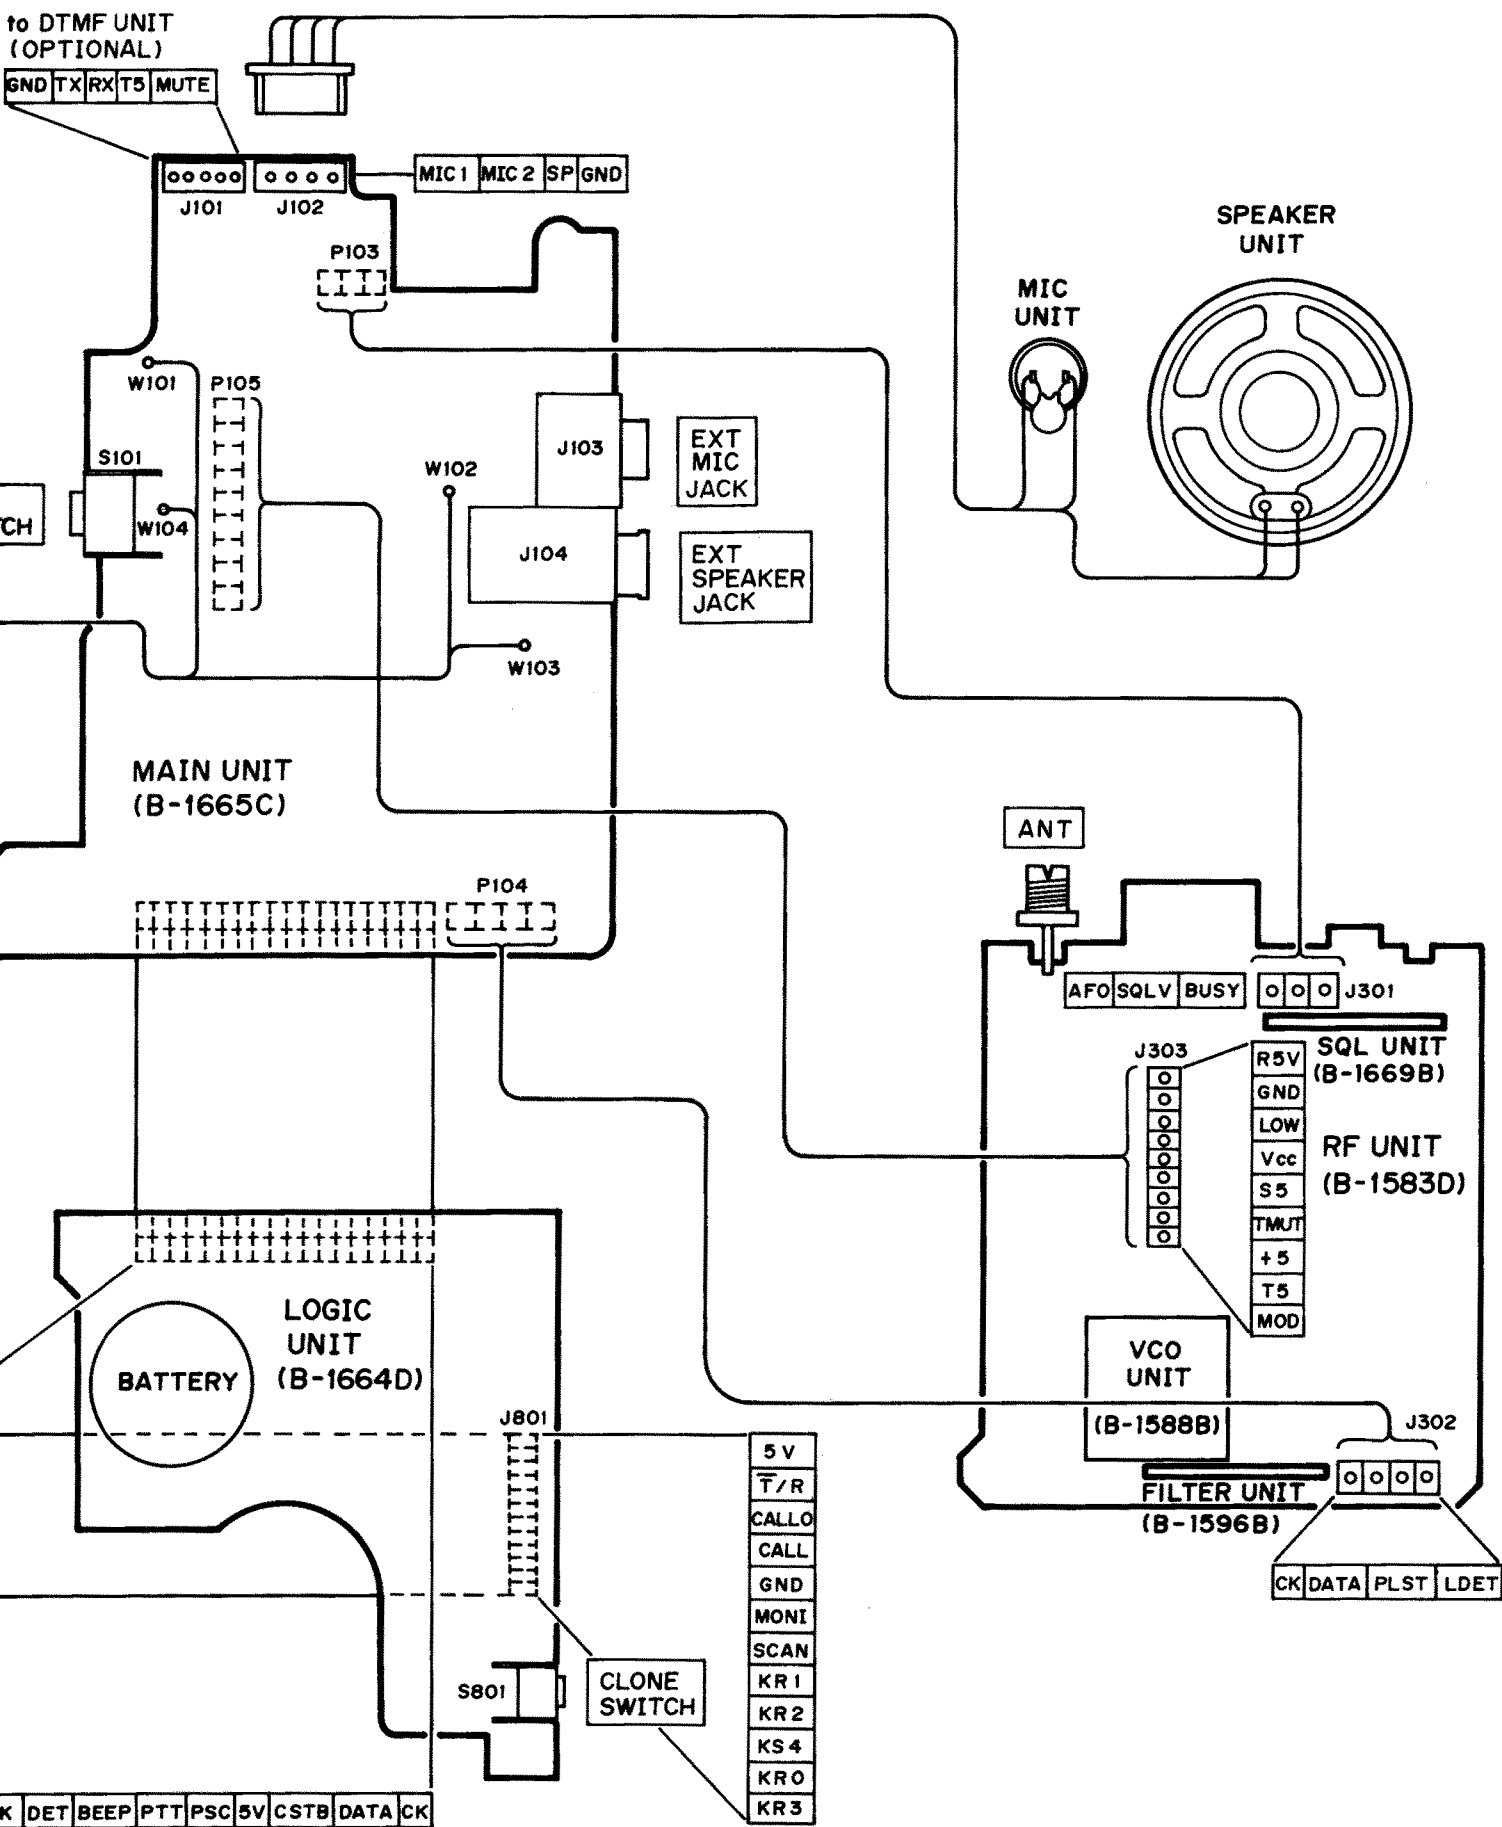 to DTMF UNIT
(OPTIONAL)
GND TX RX T5 MUTE
MIC 1 MIC 2 SP GND
J101 J102
P103
SPEAKER
UNIT
MIC
UNIT
W101
P105
S101
W102
J103
EXT
MIC
JACK
TCH
W104
J104
EXT
SPEAKER
JACK
W103
MAIN UNIT
(B-1665C)
ANT
P104
AFO SQLV BUSY
J301
SQL UNIT
(B-1669B)
J303
R5V
GND
LOW
Vcc
S5
TMUT
+5
T5
MOD
RF UNIT
(B-1583D)
LOGIC
UNIT
(B-1664D)
BATTERY
VCO
UNIT
(B-1588B)
J302
FILTER UNIT
(B-1596B)
CK DATA PLST LDET
J801
5V
T̅/R
CALLO
CALL
GND
MONI
SCAN
KR1
KR2
KS4
KR0
KR3
S801
CLONE
SWITCH
K DET BEEP PTT PSC 5V CSTB DATA CK